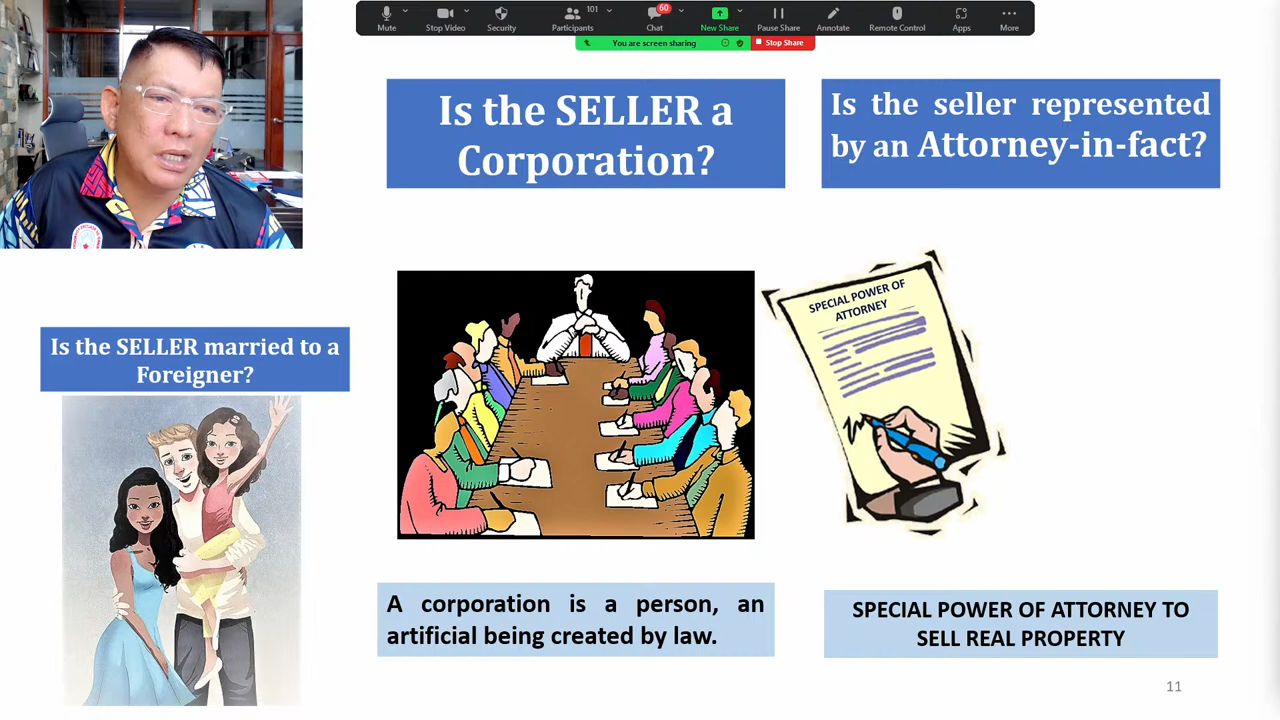 101
60
Mute
Stop Video
Security
Participants
Chat
New Share
Pause Share
Annotate
Remote Control
Apps
More
You are screen sharing
Stop Share
Is the SELLER a
Corporation?
Is the seller represented
by an Attorney-in-fact?
SPECIAL POWER OF
ATTORNEY
Is the SELLER married to a
Foreigner?
A corporation is a person, an
artificial being created by law.
SPECIAL POWER OF ATTORNEY TO
SELL REAL PROPERTY
11